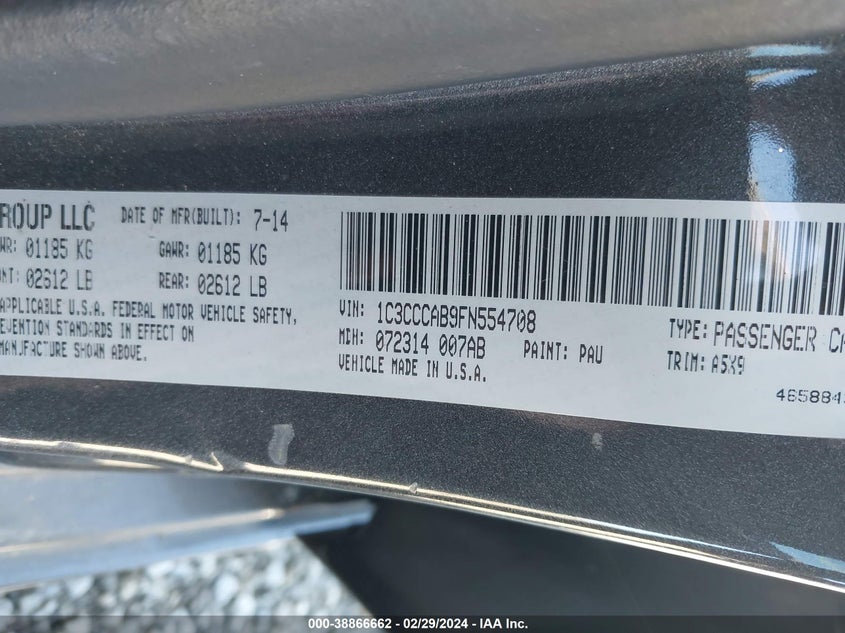 ROUP LLC DATE OF MFR(BUILT): 7-14
WR: 01185 KG GAWR: 01185 KG
NT: 02612 LB REAR: 02612 LB
APPLICABLE U.S.A. FEDERAL MOTOR VEHICLE SAFETY,
EVENTION STANDARDS IN EFFECT ON
MANUFACTURE SHOWN ABOVE.
VIN: 1C3CCCAB9FN554708
MDH: 072314 007AB PAINT: PAU
VEHICLE MADE IN U.S.A.
TYPE: PASSENGER CA
TRIM: A5X9
465884
000-38866662 - 02/29/2024 - IAA Inc.